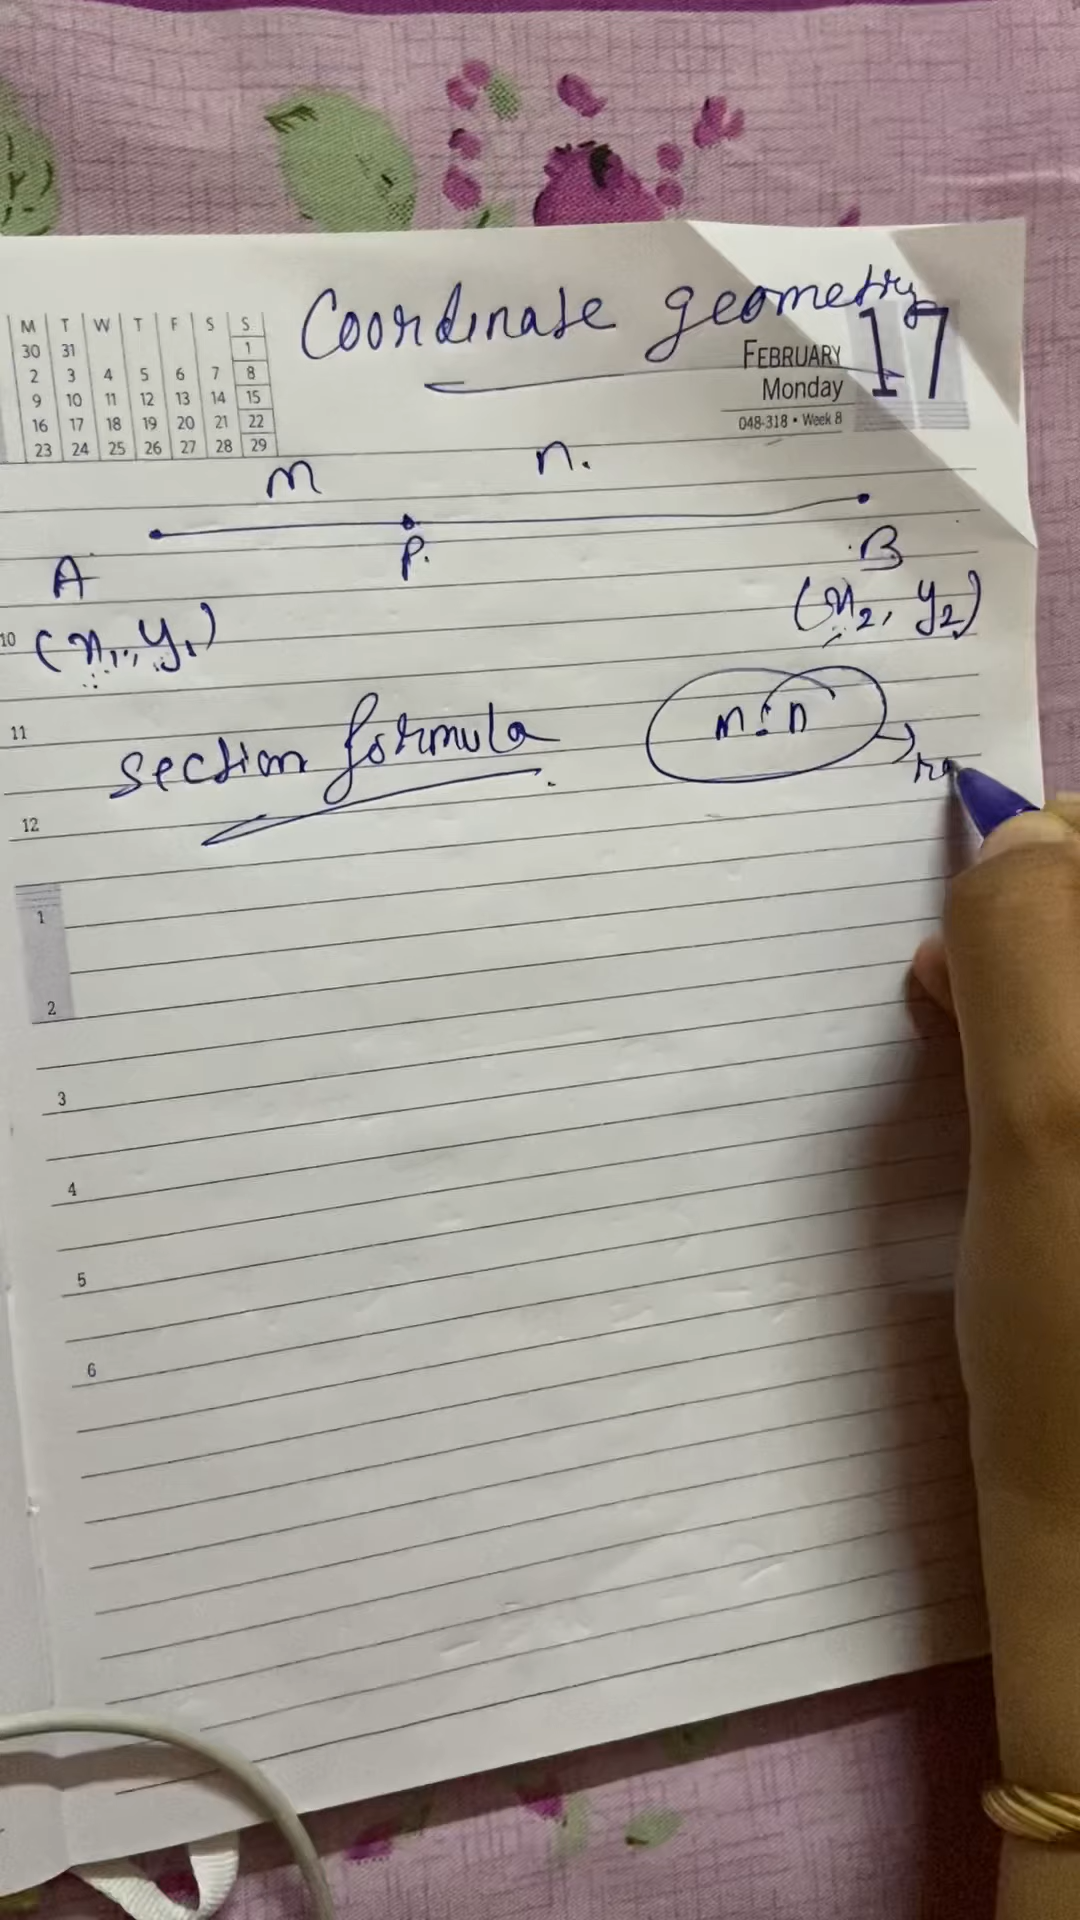 Coordinate geometry
M T W T F S S
30 31 1
2 3 4 5 6 7 8
9 10 11 12 13 14 15
16 17 18 19 20 21 22
23 24 25 26 27 28 29
FEBRUARY 17
Monday
048-318 • Week 8
m n.
A P. B
(x₁, y₁) (x₂, y₂)
10
11
section formula m:n
12
1
2
3
4
5
6